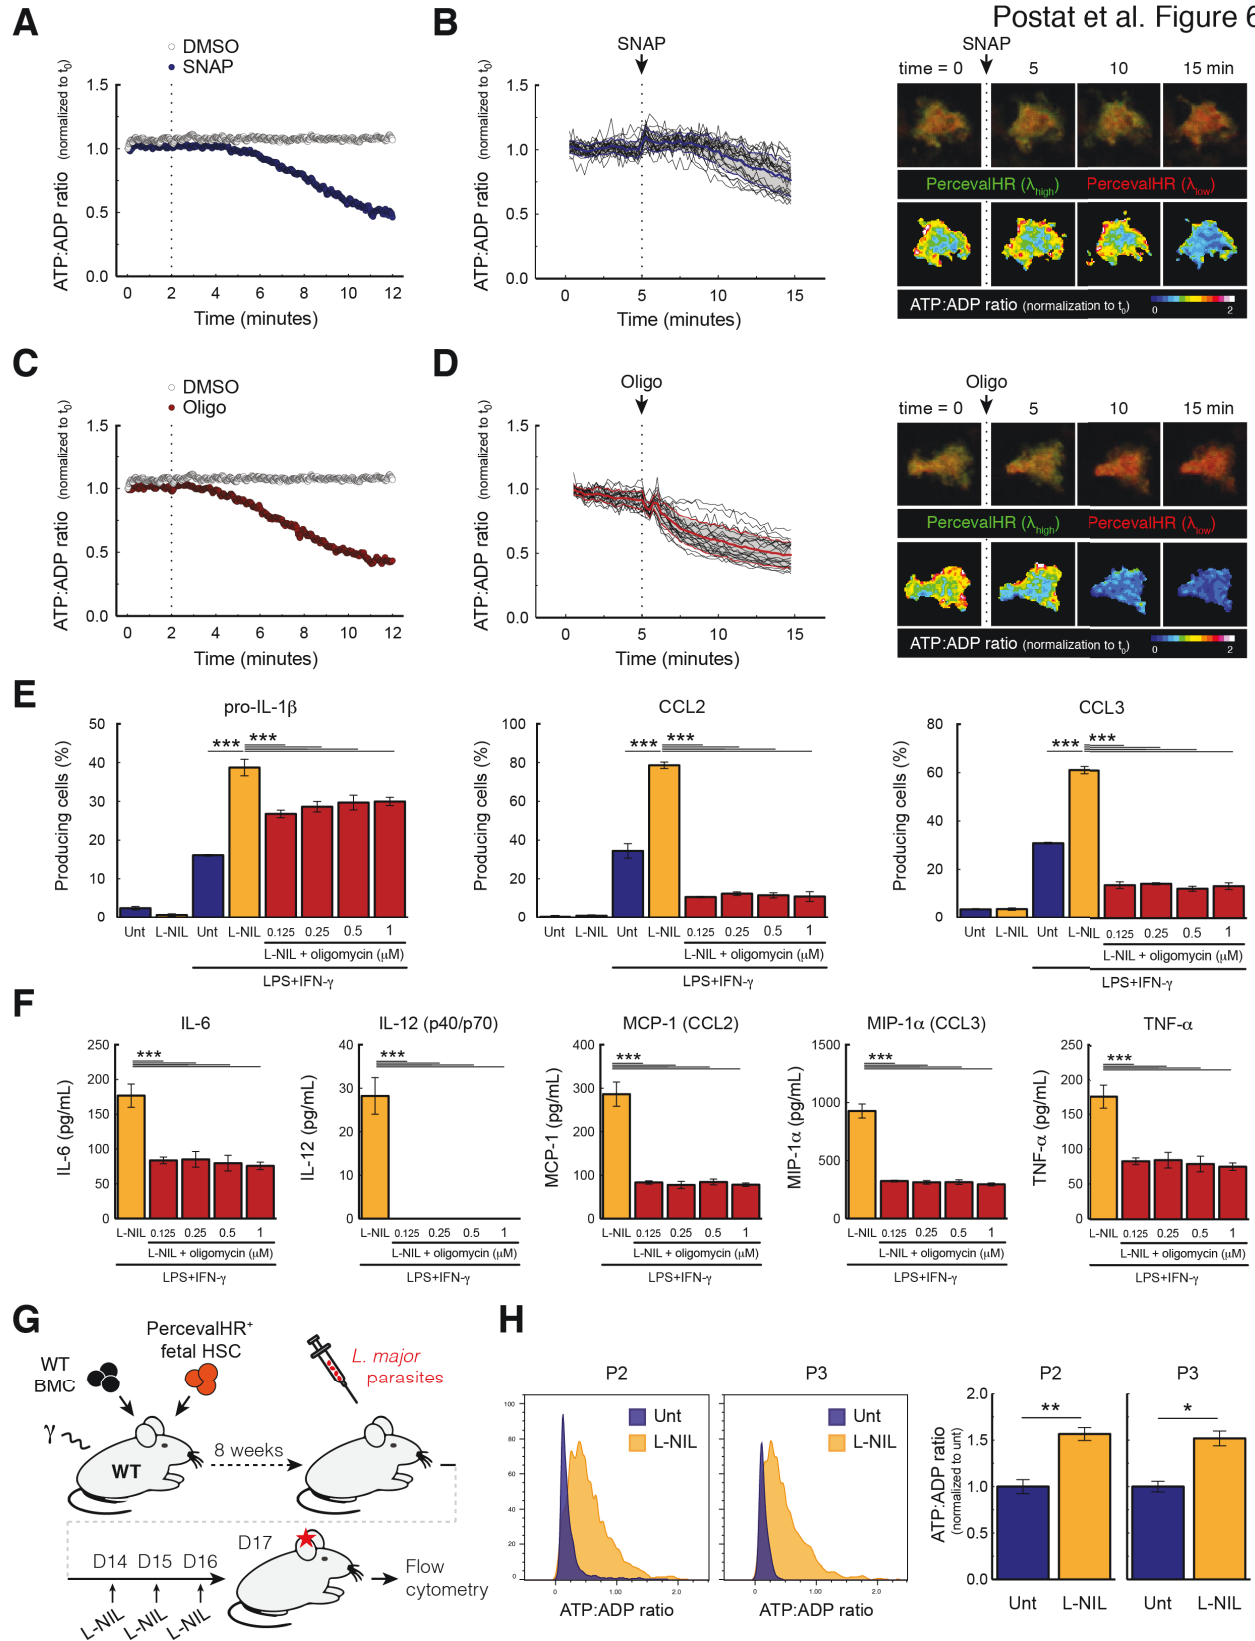 Postat et al. Figure 6
A
DMSO
SNAP
ATP:ADP ratio (normalized to t0)
1.5
1.0
0.5
0.0
0 2 4 6 8 10 12
Time (minutes)
B
SNAP
ATP:ADP ratio (normalized to t0)
1.5
1.0
0.5
0.0
0 5 10 15
Time (minutes)
SNAP
time = 0 5 10 15 min
PercevalHR (λhigh) PercevalHR (λlow)
ATP:ADP ratio (normalization to t0) 0 2
C
DMSO
Oligo
ATP:ADP ratio (normalized to t0)
1.5
1.0
0.5
0.0
0 2 4 6 8 10 12
Time (minutes)
D
Oligo
ATP:ADP ratio (normalized to t0)
1.5
1.0
0.5
0.0
0 5 10 15
Time (minutes)
Oligo
time = 0 5 10 15 min
PercevalHR (λhigh) PercevalHR (λlow)
ATP:ADP ratio (normalization to t0) 0 2
E
pro-IL-1β
Producing cells (%)
50
40
30
20
10
0
*** ***
Unt L-NIL Unt L-NIL 0.125 0.25 0.5 1
L-NIL + oligomycin (μM)
LPS+IFN-γ
CCL2
Producing cells (%)
100
80
60
40
20
0
*** ***
Unt L-NIL Unt L-NIL 0.125 0.25 0.5 1
L-NIL + oligomycin (μM)
LPS+IFN-γ
CCL3
Producing cells (%)
80
60
40
20
0
*** ***
Unt L-NIL Unt L-NIL 0.125 0.25 0.5 1
L-NIL + oligomycin (μM)
LPS+IFN-γ
F
IL-6
IL-6 (pg/mL)
250
200
150
100
50
0
***
L-NIL 0.125 0.25 0.5 1
L-NIL + oligomycin (μM)
LPS+IFN-γ
IL-12 (p40/p70)
IL-12 (pg/mL)
40
30
20
10
0
***
L-NIL 0.125 0.25 0.5 1
L-NIL + oligomycin (μM)
LPS+IFN-γ
MCP-1 (CCL2)
MCP-1 (pg/mL)
400
300
200
100
0
***
L-NIL 0.125 0.25 0.5 1
L-NIL + oligomycin (μM)
LPS+IFN-γ
MIP-1α (CCL3)
MIP-1α (pg/mL)
1500
1000
500
0
***
L-NIL 0.125 0.25 0.5 1
L-NIL + oligomycin (μM)
LPS+IFN-γ
TNF-α
TNF-α (pg/mL)
250
200
150
100
50
0
***
L-NIL 0.125 0.25 0.5 1
L-NIL + oligomycin (μM)
LPS+IFN-γ
G
WT
BMC
PercevalHR+
fetal HSC
γ
WT
8 weeks
L. major
parasites
D14 D15 D16
L-NIL L-NIL L-NIL
D17
Flow
cytometry
H
P2
Unt
L-NIL
100
80
60
40
20
0
0 1.00 2.0
ATP:ADP ratio
P3
Unt
L-NIL
0 1.00 2.0
ATP:ADP ratio
ATP:ADP ratio
(normalized to unt)
P2
2.0
1.5
1.0
0.5
0.0
**
Unt L-NIL
P3
*
Unt L-NIL